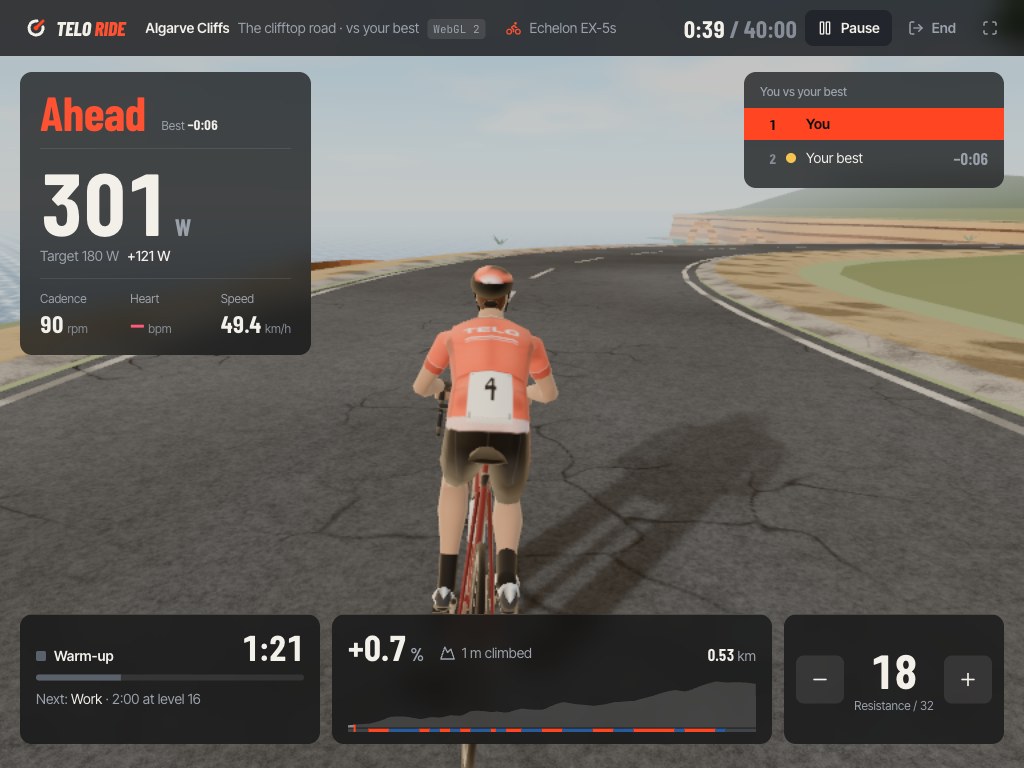 TELO RIDE
Algarve Cliffs The clifftop road · vs your best WebGL 2
Echelon EX-5s
0:39 / 40:00
Pause
End
Ahead Best −0:06
301 W
Target 180 W +121 W
Cadence Heart Speed
90 rpm — bpm 49.4 km/h
You vs your best
1 You
2 Your best −0:06
TELO
4
Warm-up 1:21
Next: Work · 2:00 at level 16
+0.7 % 1 m climbed 0.53 km
− 18 +
Resistance / 32